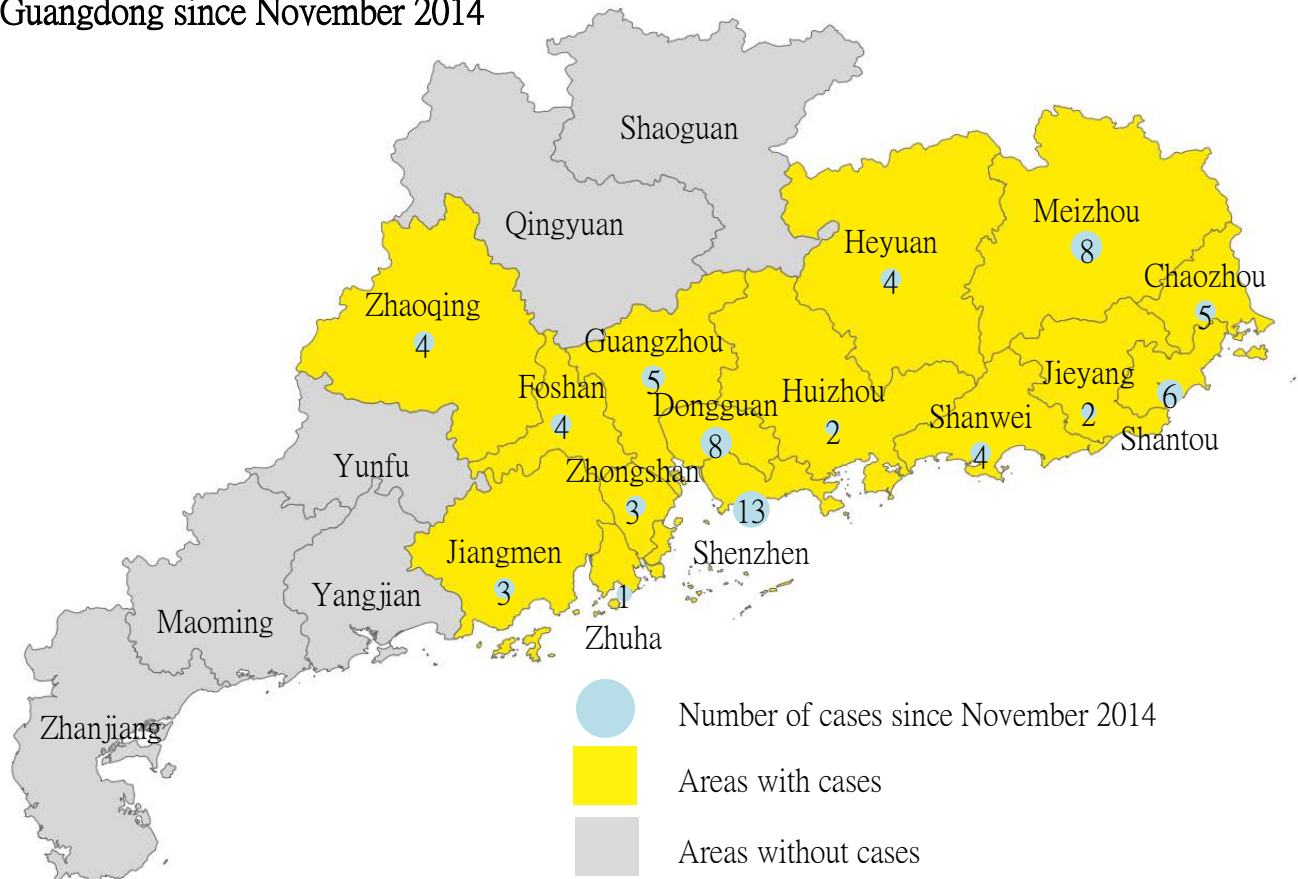 Guangdong since November 2014
Shaoguan
Qingyuan
Meizhou
8
Heyuan
4
Chaozhou
5
Zhaoqing
4
Guangzhou
5
Foshan
4
Dongguan
8
Huizhou
2
Jieyang
2
6
Shantou
Shanwei
4
Yunfu
Zhongshan
3
13
Shenzhen
Jiangmen
3
Yangjian
1
Zhuha
Maoming
Zhanjiang
Number of cases since November 2014
Areas with cases
Areas without cases